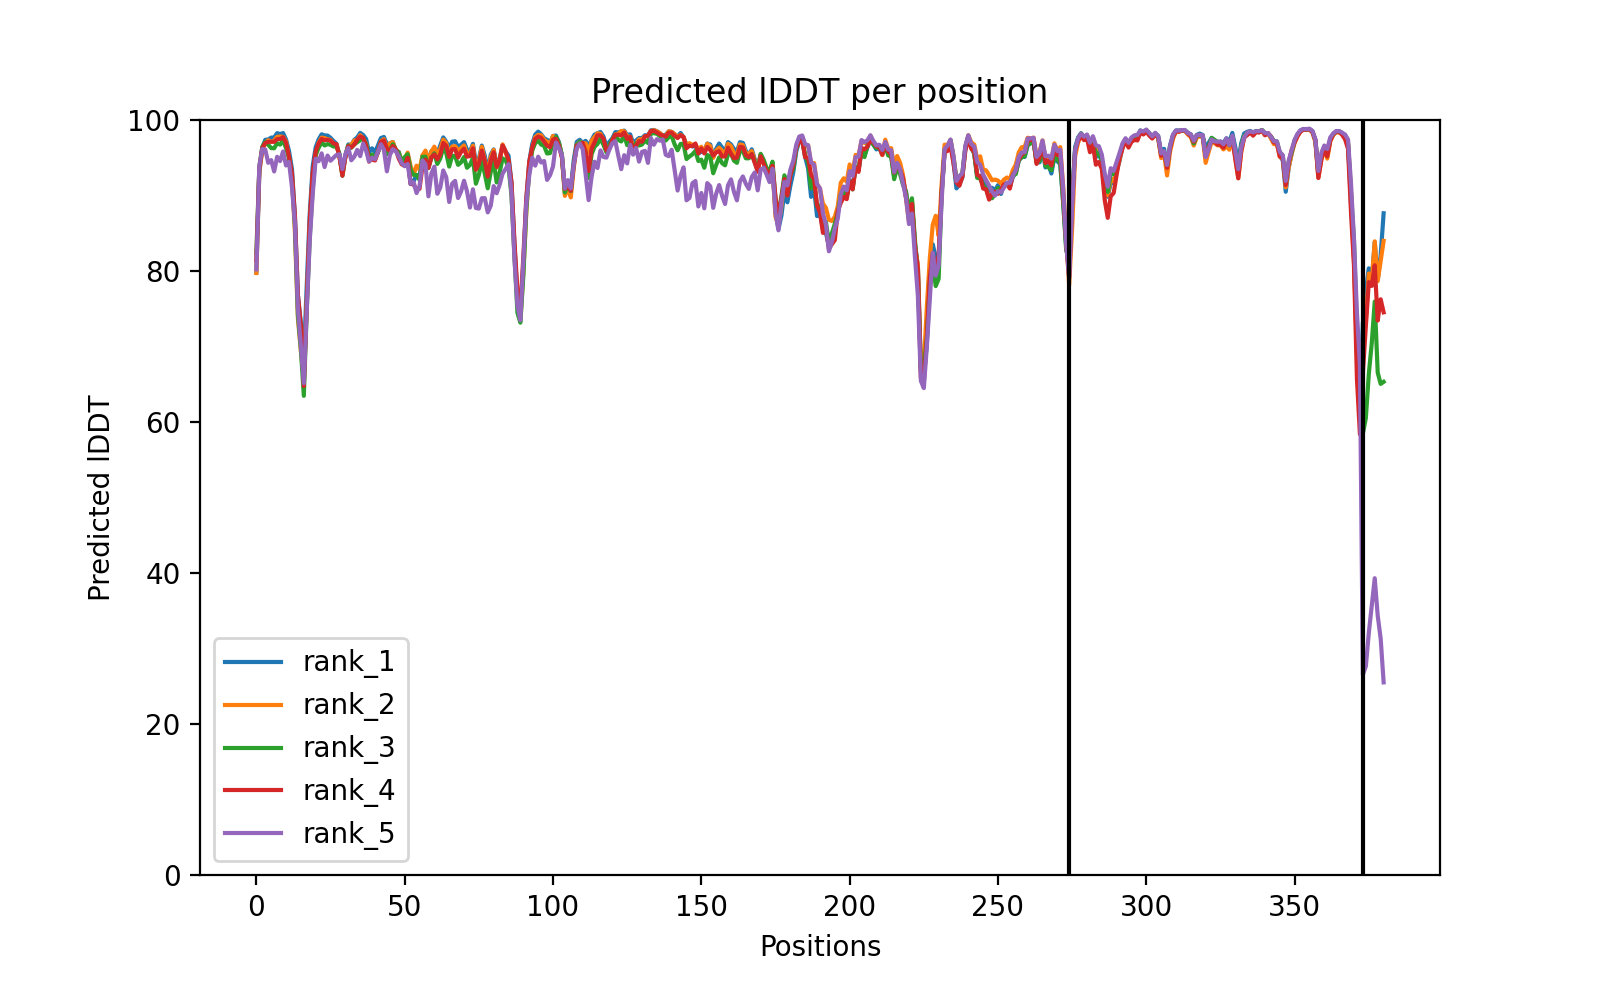 Predicted lDDT per position
100
80
60
40
20
0
Predicted lDDT
rank_1
rank_2
rank_3
rank_4
rank_5
0 50 100 150 200 250 300 350
Positions